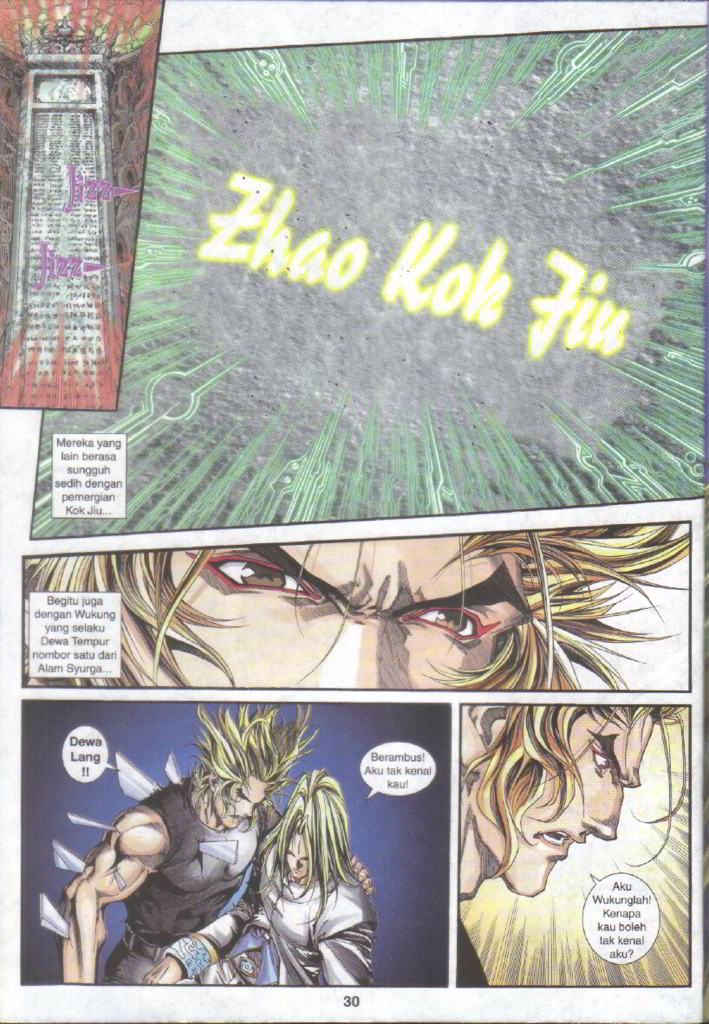 Jizz
Jizz
Zhao Kok Jiu
Mereka yang
lain berasa
sungguh
sedih dengan
pemergian
Kok Jiu...
Begitu juga
dengan Wukung
yang selaku
Dewa Tempur
nombor satu dari
Alam Syurga...
Dewa
Lang
!!
Berambus!
Aku tak kenal
kau!
Aku
Wukunglah!
Kenapa
kau boleh
tak kenal
aku?
30